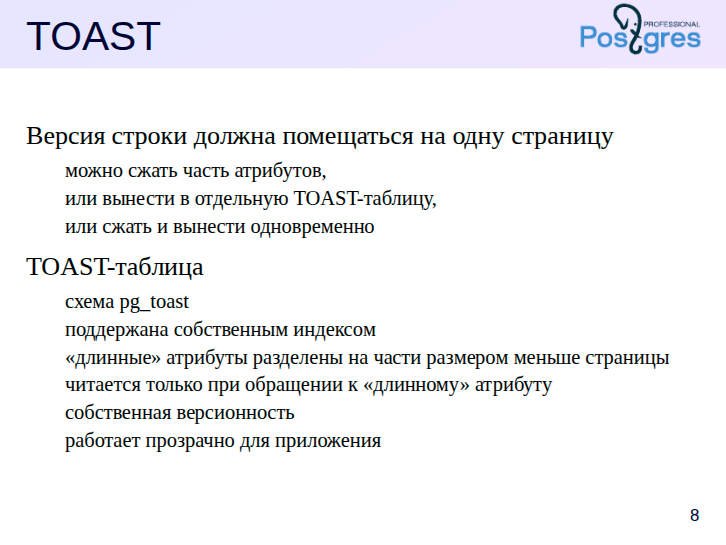 TOAST
PROFESSIONAL
Postgres
Версия строки должна помещаться на одну страницу
можно сжать часть атрибутов,
или вынести в отдельную TOAST-таблицу,
или сжать и вынести одновременно
TOAST-таблица
схема pg_toast
поддержана собственным индексом
«длинные» атрибуты разделены на части размером меньше страницы
читается только при обращении к «длинному» атрибуту
собственная версионность
работает прозрачно для приложения
8